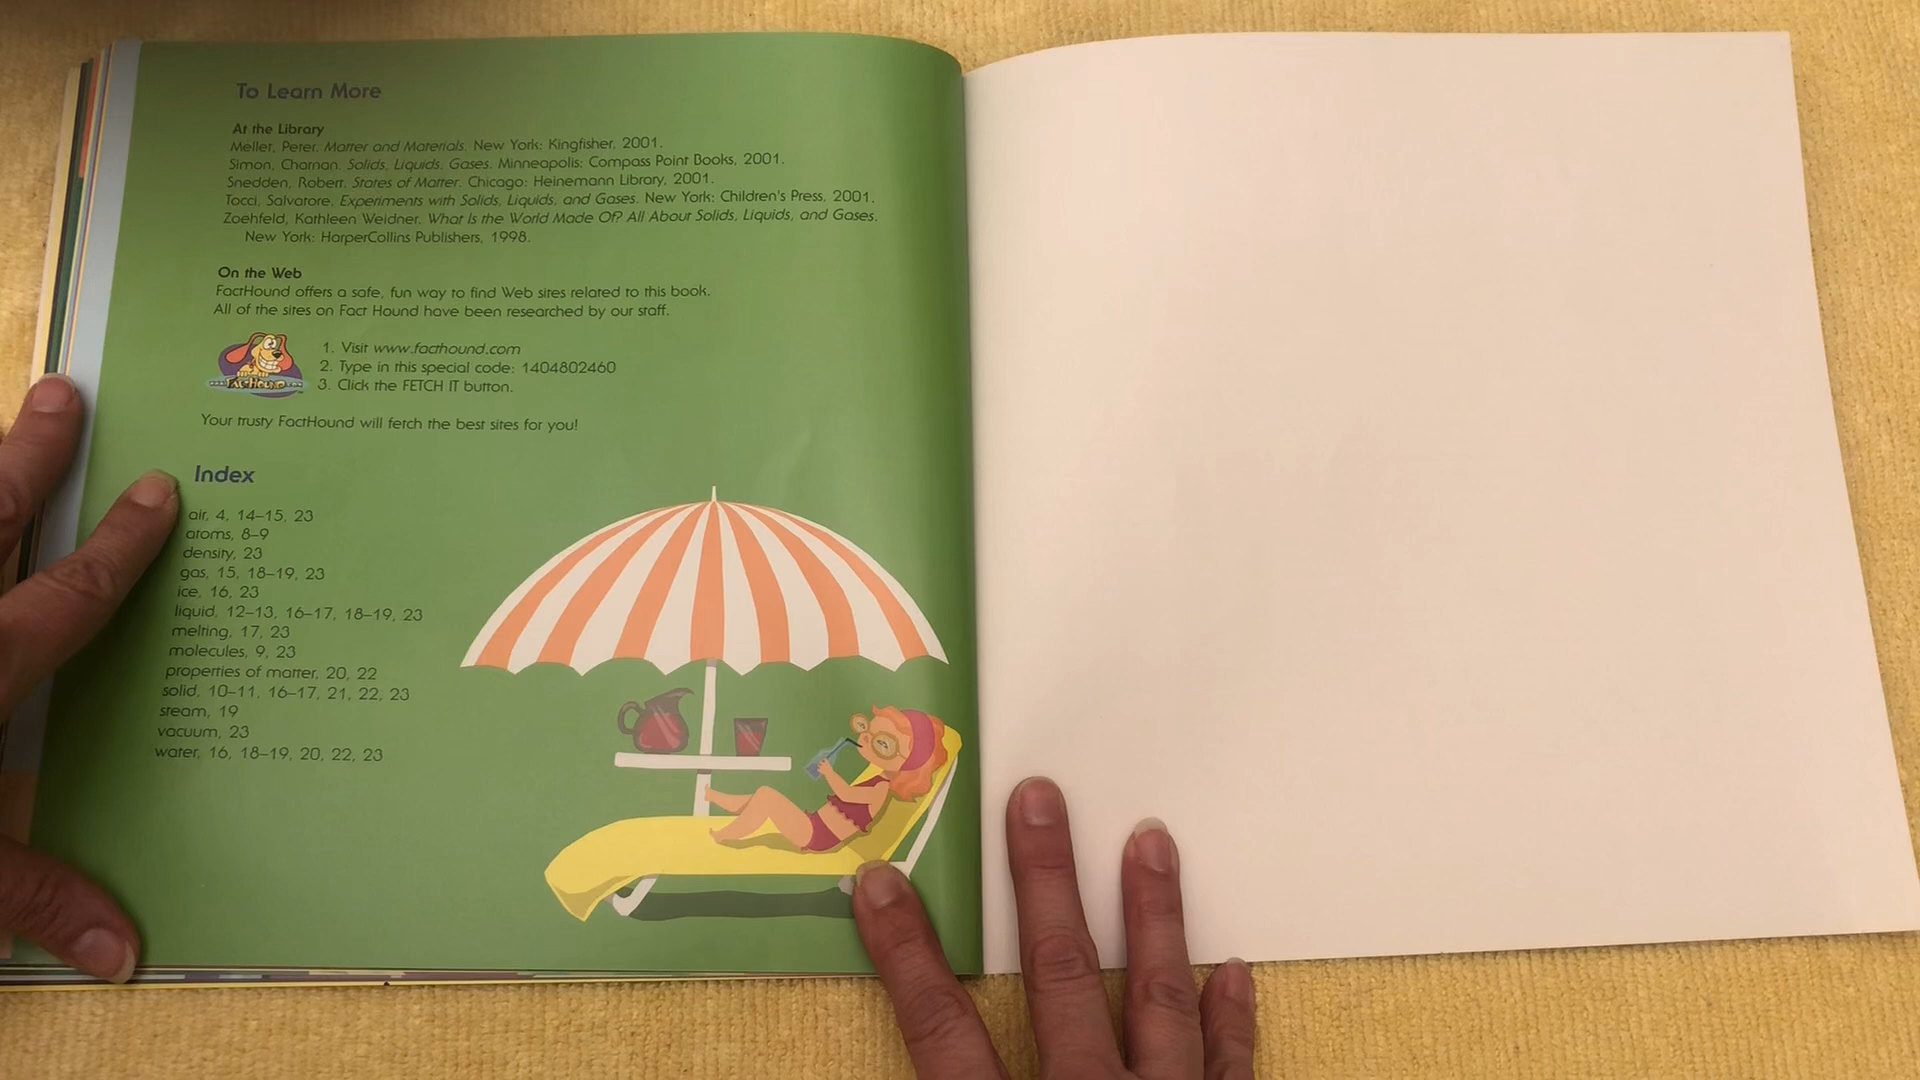 To Learn More
At the Library
Mellet, Peter. Matter and Materials. New York: Kingfisher, 2001.
Simon, Charnan. Solids, Liquids, Gases. Minneapolis: Compass Point Books, 2001.
Snedden, Robert. States of Matter. Chicago: Heinemann Library, 2001.
Tocci, Salvatore. Experiments with Solids, Liquids, and Gases. New York: Children's Press, 2001.
Zoehfeld, Kathleen Weidner. What Is the World Made Of? All About Solids, Liquids, and Gases.
New York: HarperCollins Publishers, 1998.
On the Web
FactHound offers a safe, fun way to find Web sites related to this book.
All of the sites on Fact Hound have been researched by our staff.
www.FACTHOUND.com
1. Visit www.facthound.com
2. Type in this special code: 1404802460
3. Click the FETCH IT button.
Your trusty FactHound will fetch the best sites for you!
Index
air, 4, 14–15, 23
atoms, 8–9
density, 23
gas, 15, 18–19, 23
ice, 16, 23
liquid, 12–13, 16–17, 18–19, 23
melting, 17, 23
molecules, 9, 23
properties of matter, 20, 22
solid, 10–11, 16–17, 21, 22, 23
steam, 19
vacuum, 23
water, 16, 18–19, 20, 22, 23